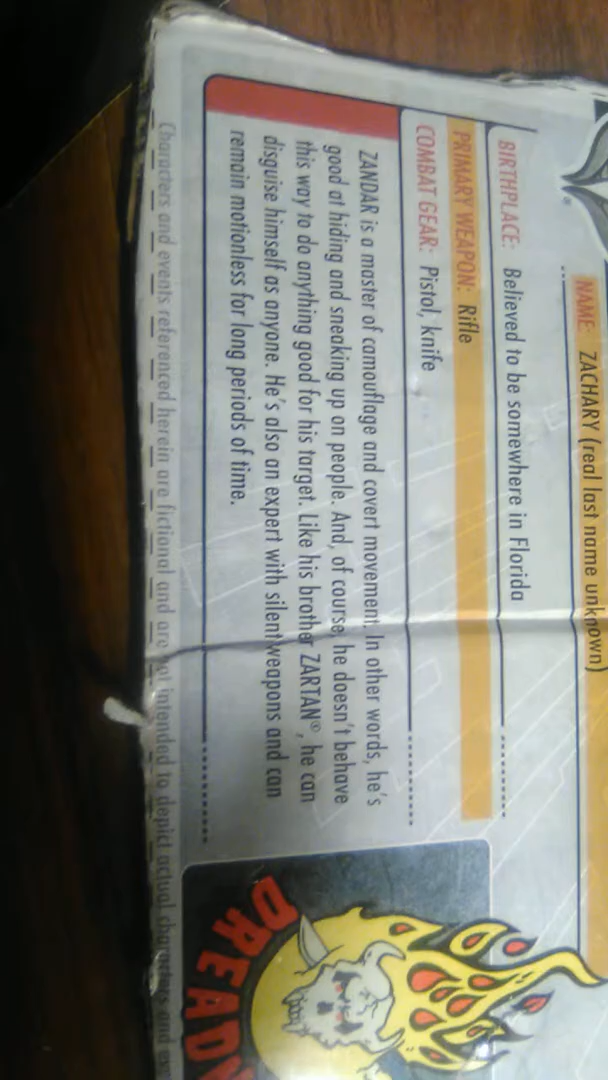 NAME: ZACHARY (real last name unknown)
BIRTHPLACE: Believed to be somewhere in Florida
PRIMARY WEAPON: Rifle
COMBAT GEAR: Pistol, knife
ZANDAR is a master of camouflage and covert movement. In other words, he's
good at hiding and sneaking up on people. And, of course, he doesn't behave
this way to do anything good for his target. Like his brother ZARTAN®, he can
disguise himself as anyone. He's also an expert with silent weapons and can
remain motionless for long periods of time.
Characters and events referenced herein are fictional and are not intended to depict actual characters and
DREADN